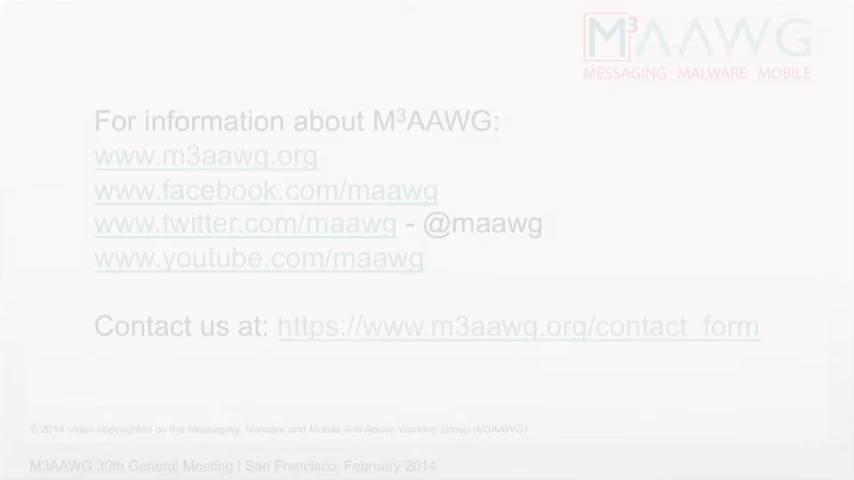 M³AAWG
MESSAGING MALWARE MOBILE
For information about M³AAWG:
www.m3aawg.org
www.facebook.com/maawg
www.twitter.com/maawg - @maawg
www.youtube.com/maawg
Contact us at: https://www.m3aawg.org/contact_form
© 2014 Video copyrighted by the Messaging, Malware and Mobile Anti-Abuse Working Group (M3AAWG)
M3AAWG 30th General Meeting | San Francisco, February 2014